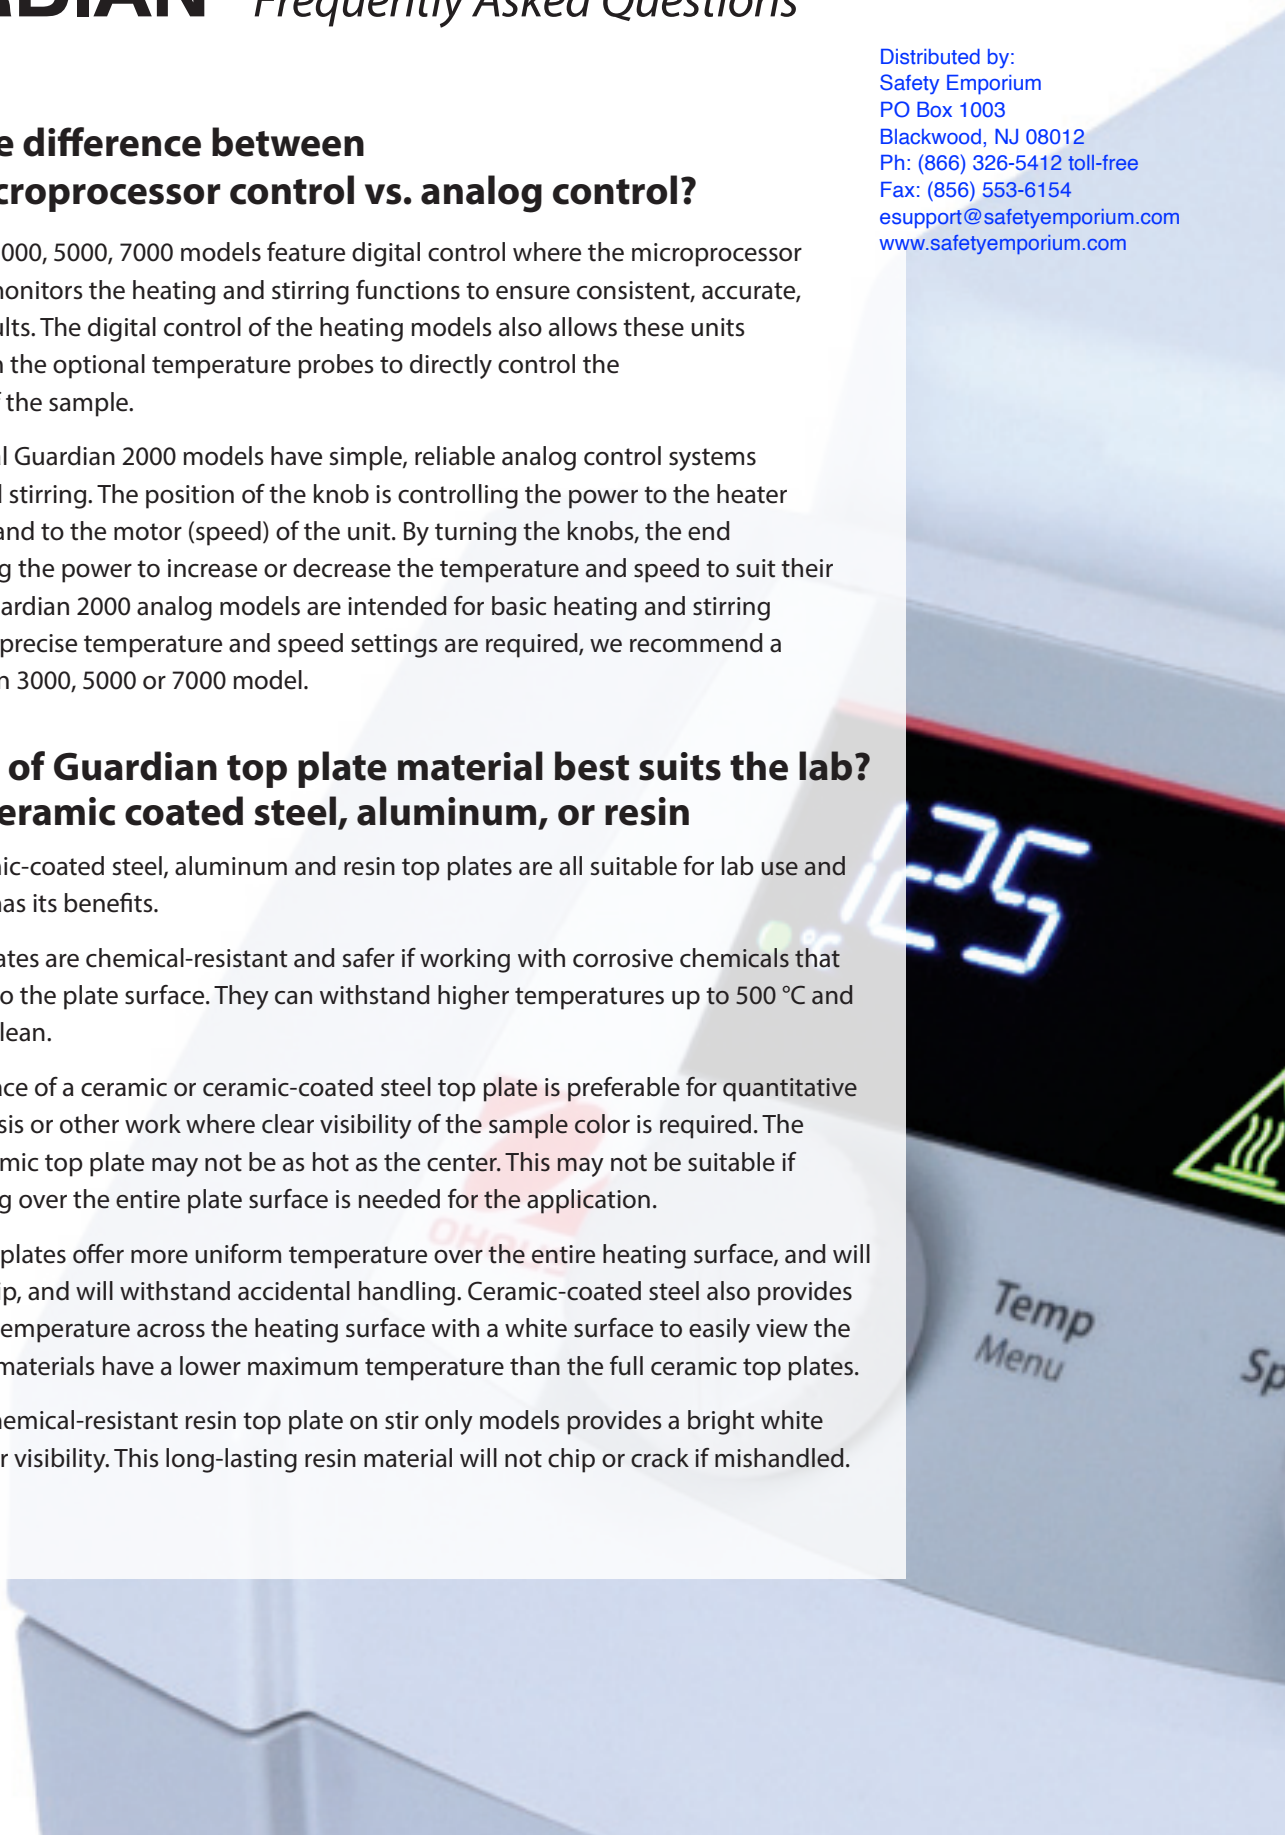 RDIAN Frequently Asked Questions
Distributed by:
Safety Emporium
PO Box 1003
Blackwood, NJ 08012
Ph: (866) 326-5412 toll-free
Fax: (856) 553-6154
esupport@safetyemporium.com
www.safetyemporium.com
e difference between
croprocessor control vs. analog control?
000, 5000, 7000 models feature digital control where the microprocessor
onitors the heating and stirring functions to ensure consistent, accurate,
ults. The digital control of the heating models also allows these units
the optional temperature probes to directly control the
the sample.
l Guardian 2000 models have simple, reliable analog control systems
stirring. The position of the knob is controlling the power to the heater
and to the motor (speed) of the unit. By turning the knobs, the end
g the power to increase or decrease the temperature and speed to suit their
ardian 2000 analog models are intended for basic heating and stirring
precise temperature and speed settings are required, we recommend a
n 3000, 5000 or 7000 model.
of Guardian top plate material best suits the lab?
eramic coated steel, aluminum, or resin
ic-coated steel, aluminum and resin top plates are all suitable for lab use and
has its benefits.
ates are chemical-resistant and safer if working with corrosive chemicals that
o the plate surface. They can withstand higher temperatures up to 500 °C and
lean.
ce of a ceramic or ceramic-coated steel top plate is preferable for quantitative
sis or other work where clear visibility of the sample color is required. The
mic top plate may not be as hot as the center. This may not be suitable if
g over the entire plate surface is needed for the application.
plates offer more uniform temperature over the entire heating surface, and will
ip, and will withstand accidental handling. Ceramic-coated steel also provides
emperature across the heating surface with a white surface to easily view the
materials have a lower maximum temperature than the full ceramic top plates.
hemical-resistant resin top plate on stir only models provides a bright white
r visibility. This long-lasting resin material will not chip or crack if mishandled.
125
°C
OHAUS
Temp
Menu
Sp